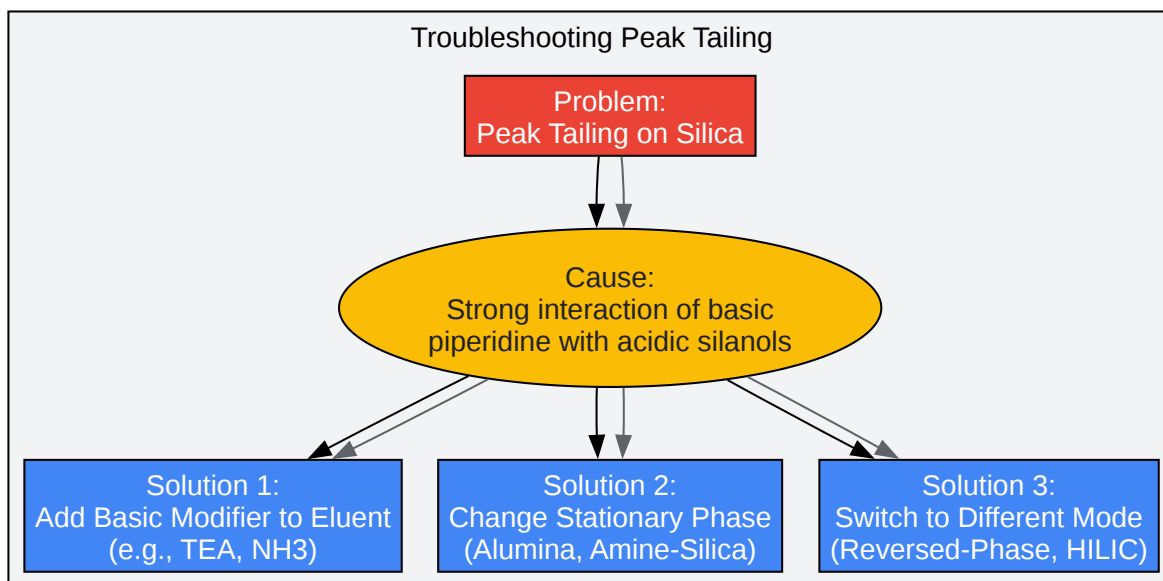 Troubleshooting Peak Tailing
Problem:
Peak Tailing on Silica
Cause:
Strong interaction of basic
piperidine with acidic silanols
Solution 1:
Add Basic Modifier to Eluent
(e.g., TEA, NH3)
Solution 2:
Change Stationary Phase
(Alumina, Amine-Silica)
Solution 3:
Switch to Different Mode
(Reversed-Phase, HILIC)